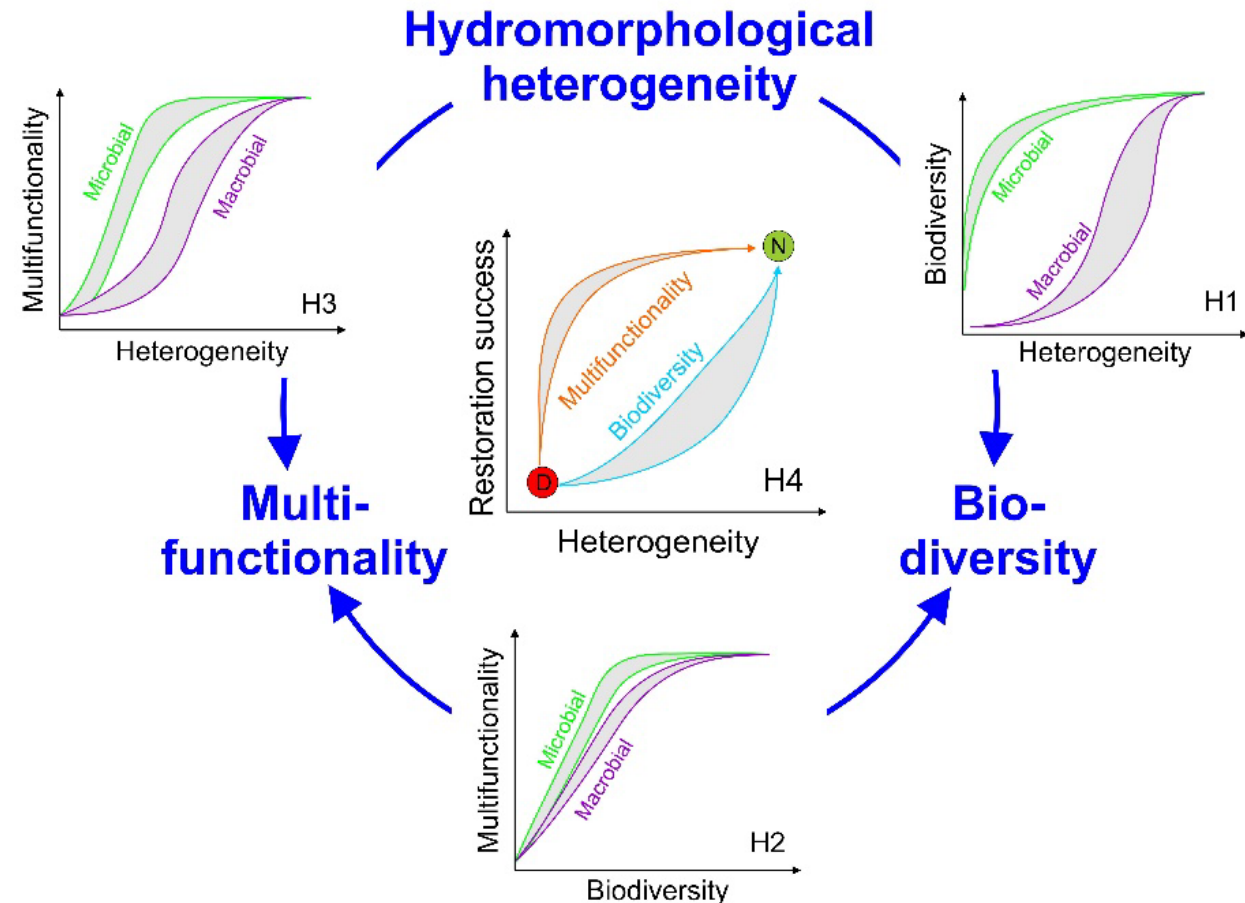 Hydromorphological
heterogeneity
Multifunctionality
Microbial
Macrobial
H3
Heterogeneity
Biodiversity
Microbial
Macrobial
H1
Heterogeneity
Restoration success
N
Multifunctionality
Biodiversity
D
H4
Heterogeneity
Multi-
functionality
Bio-
diversity
Multifunctionality
Microbial
Macrobial
H2
Biodiversity